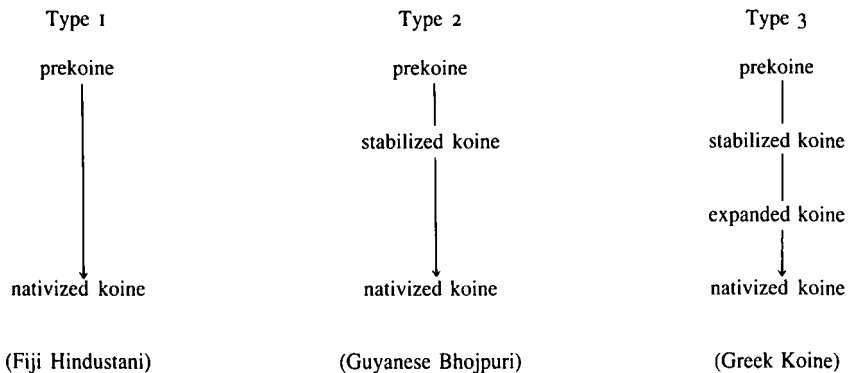 Type 1 Type 2 Type 3
prekoine prekoine prekoine
stabilized koine stabilized koine
expanded koine
nativized koine nativized koine nativized koine
(Fiji Hindustani) (Guyanese Bhojpuri) (Greek Koine)